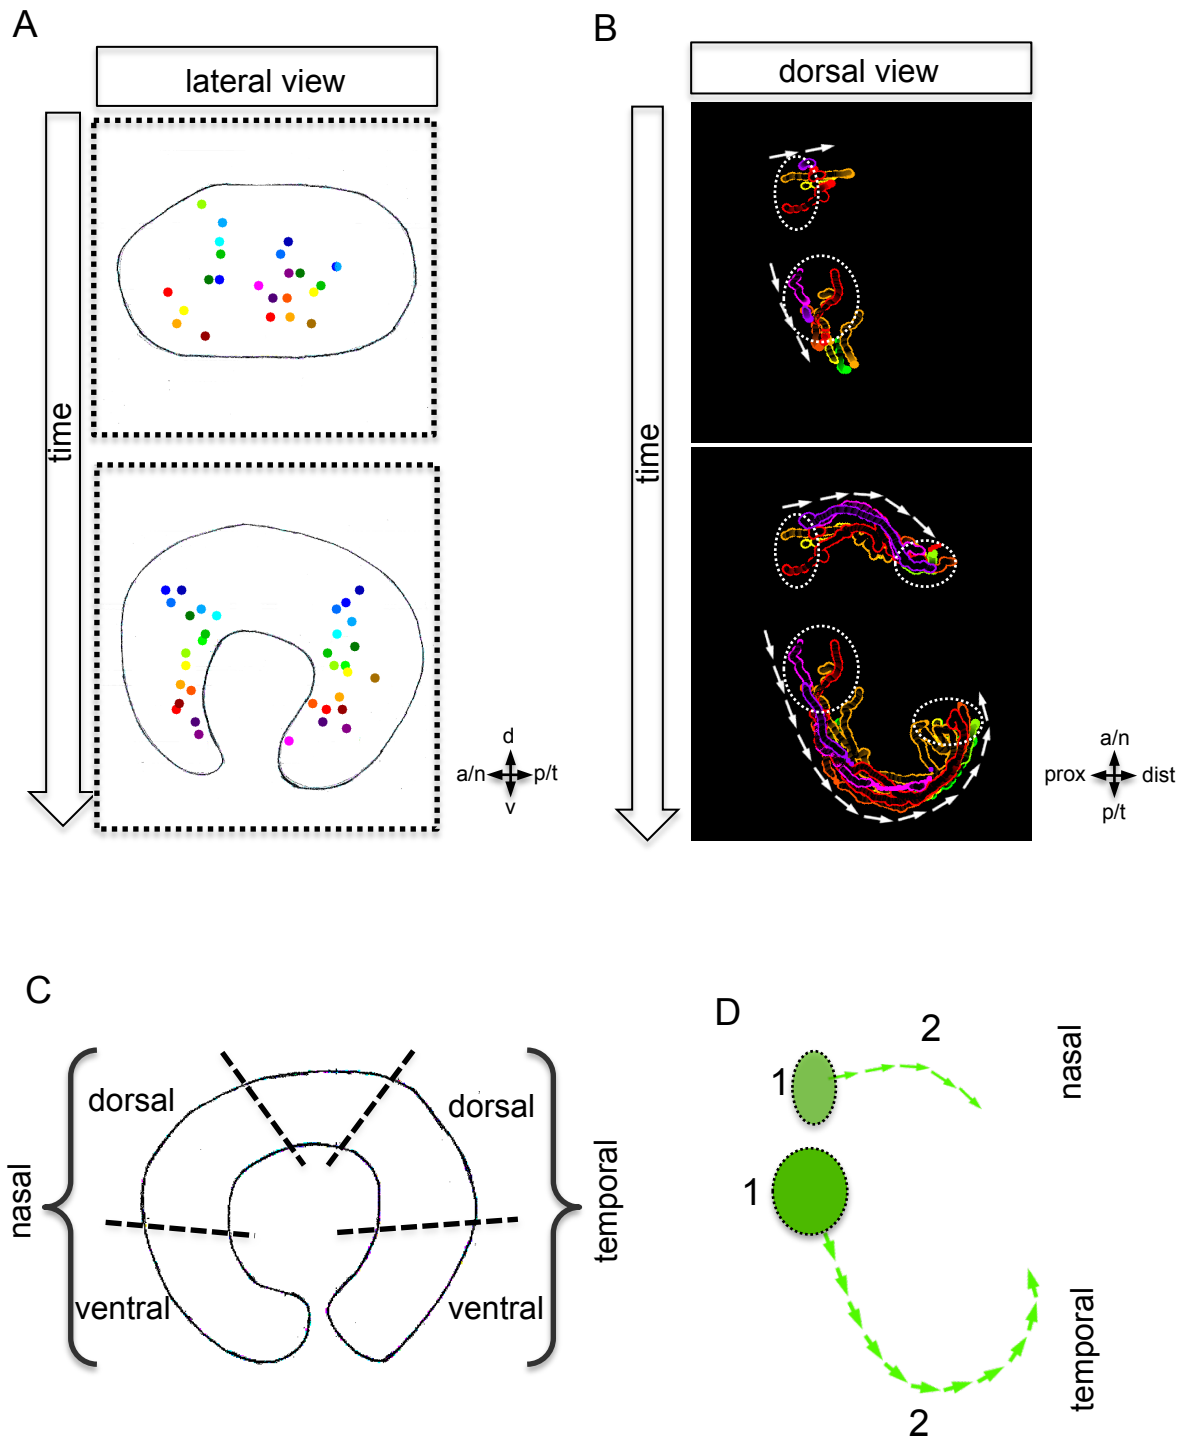 A
lateral view
time
d
a/n
p/t
v
B
dorsal view
time
a/n
prox
dist
p/t
C
nasal
dorsal
dorsal
ventral
ventral
temporal
D
1
2
nasal
1
2
temporal